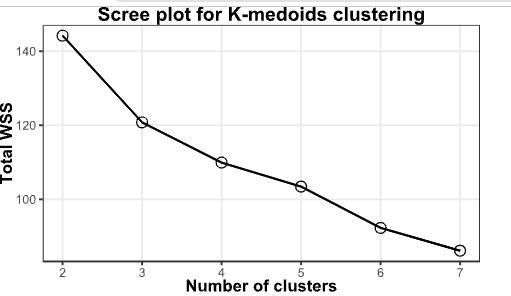 Scree plot for K-medoids clustering
Total WSS
140
120
100
2 3 4 5 6 7
Number of clusters